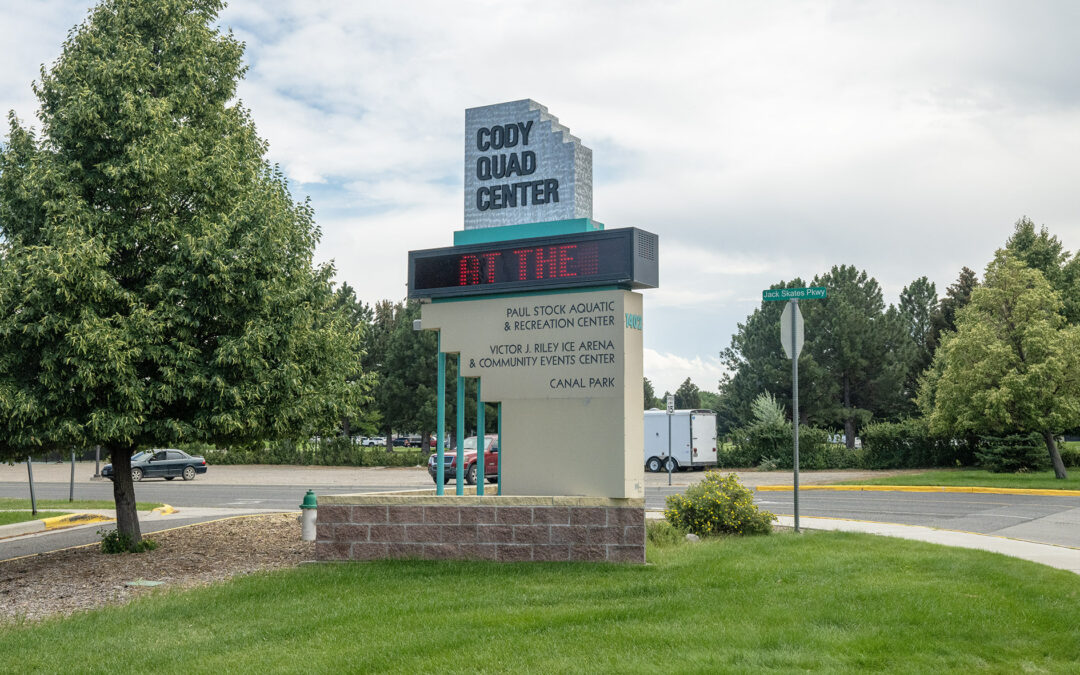 CODY
QUAD
CENTER
AT THE
Jack Skates Pkwy
PAUL STOCK AQUATIC
& RECREATION CENTER
VICTOR J. RILEY ICE ARENA
& COMMUNITY EVENTS CENTER
CANAL PARK